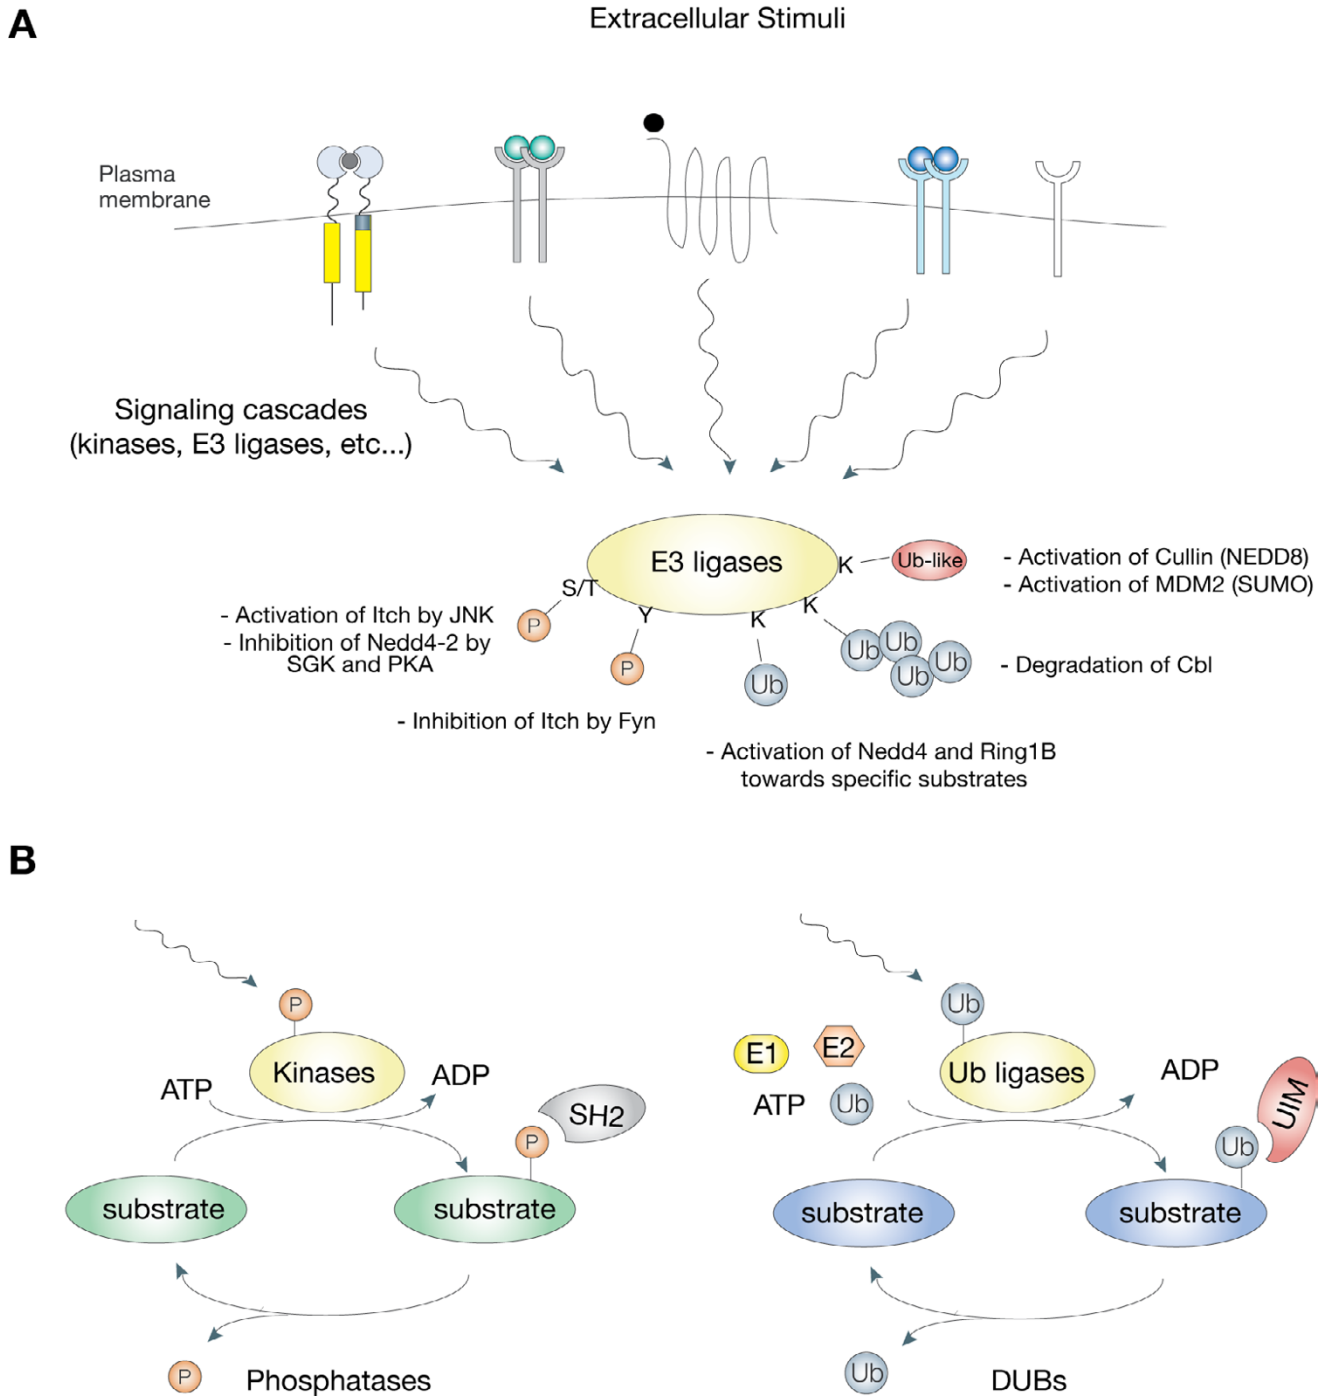 A
Extracellular Stimuli
Plasma
membrane
Signaling cascades
(kinases, E3 ligases, etc...)
E3 ligases
K
Ub-like
- Activation of Cullin (NEDD8)
- Activation of MDM2 (SUMO)
S/T
P
- Activation of Itch by JNK
- Inhibition of Nedd4-2 by
SGK and PKA
Y
P
- Inhibition of Itch by Fyn
K
Ub
- Activation of Nedd4 and Ring1B
towards specific substrates
K
Ub
Ub
Ub
Ub
- Degradation of Cbl
B
P
Kinases
ATP
ADP
P
SH2
substrate
substrate
P
Phosphatases
Ub
E1
E2
Ub ligases
ATP
Ub
ADP
Ub
UIM
substrate
substrate
Ub
DUBs